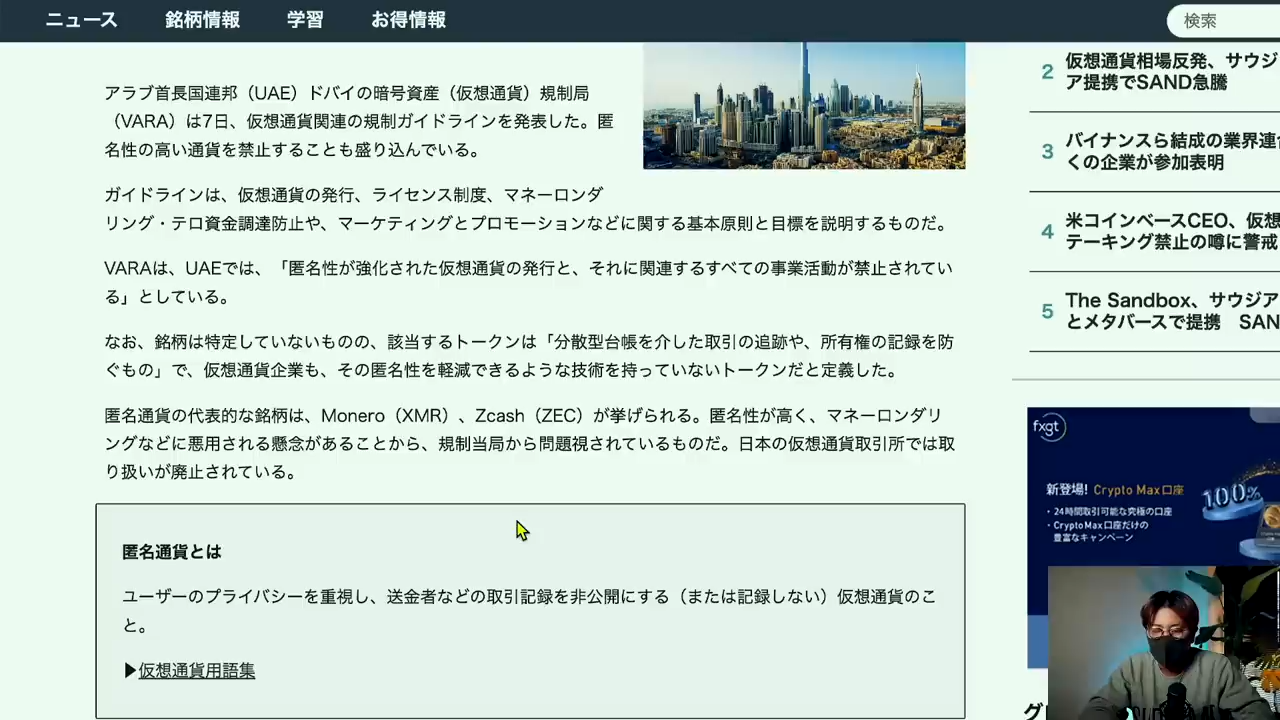 ニュース
銘柄情報
学習
お得情報
検索
アラブ首長国連邦（UAE）ドバイの暗号資産（仮想通貨）規制局
（VARA）は7日、仮想通貨関連の規制ガイドラインを発表した。匿
名性の高い通貨を禁止することも盛り込んでいる。
ガイドラインは、仮想通貨の発行、ライセンス制度、マネーロンダ
リング・テロ資金調達防止や、マーケティングとプロモーションなどに関する基本原則と目標を説明するものだ。
VARAは、UAEでは、「匿名性が強化された仮想通貨の発行と、それに関連するすべての事業活動が禁止されてい
る」としている。
なお、銘柄は特定していないものの、該当するトークンは「分散型台帳を介した取引の追跡や、所有権の記録を防
ぐもの」で、仮想通貨企業も、その匿名性を軽減できるような技術を持っていないトークンだと定義した。
匿名通貨の代表的な銘柄は、Monero（XMR）、Zcash（ZEC）が挙げられる。匿名性が高く、マネーロンダリ
ングなどに悪用される懸念があることから、規制当局から問題視されているものだ。日本の仮想通貨取引所では取
り扱いが廃止されている。
匿名通貨とは
ユーザーのプライバシーを重視し、送金者などの取引記録を非公開にする（または記録しない）仮想通貨のこ
と。
▶仮想通貨用語集
2
仮想通貨相場反発、サウジ
ア提携でSAND急騰
3
バイナンスら結成の業界連合
くの企業が参加表明
4
米コインベースCEO、仮想
テーキング禁止の噂に警戒
5
The Sandbox、サウジア
とメタバースで提携　SAN
fxgt
新登場! Crypto Max口座
・24時間取引可能な究極の口座
・CryptoMax口座だけの
豊富なキャンペーン
100%
グ